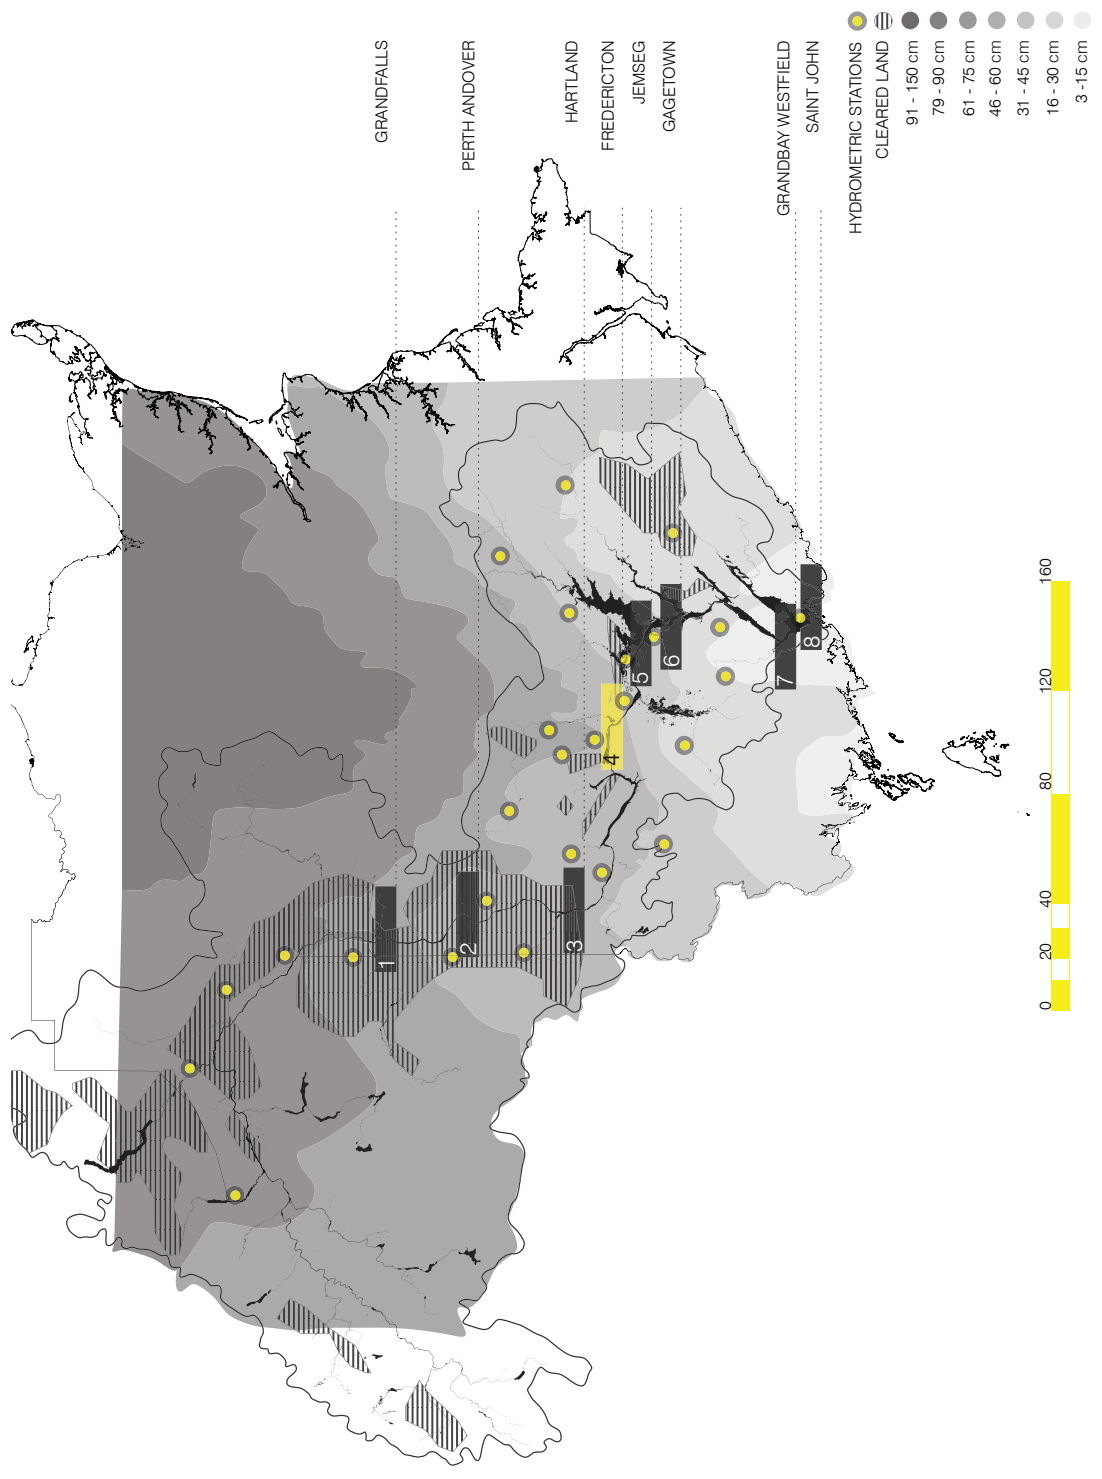 GRANDFALLS
PERTH ANDOVER
HARTLAND
FREDERICTON
JEMSEG
GAGETOWN
GRANDBAY WESTFIELD
SAINT JOHN
HYDROMETRIC STATIONS
CLEARED LAND
91 - 150 cm
79 - 90 cm
61 - 75 cm
46 - 60 cm
31 - 45 cm
16 - 30 cm
3 -15 cm
1
2
3
4
5
6
7
8
0
20
40
80
120
160